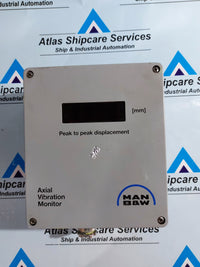 Atlas Shipcare Services
Ship & Industrial Automation
[mm]
Peak to peak displacement
Axial
Vibration
Monitor
MAN
B&W
Atlas Shipcare Services
Ship & Industrial Automation